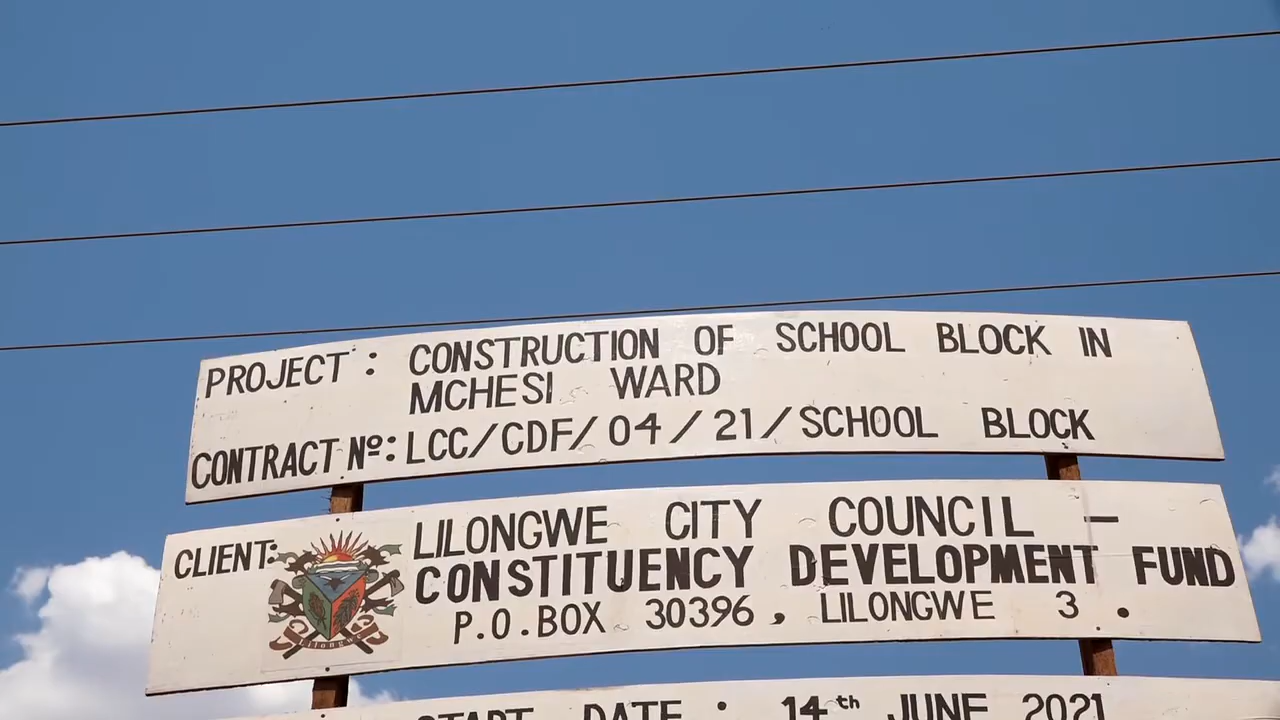 PROJECT : CONSTRUCTION OF SCHOOL BLOCK IN
MCHESI WARD
CONTRACT Nº: LCC/CDF/04/21/SCHOOL BLOCK
CLIENT: LILONGWE CITY COUNCIL –
CONSTITUENCY DEVELOPMENT FUND
P.O.BOX 30396, LILONGWE 3.
Lilongwe
START DATE : 14th JUNE 2021